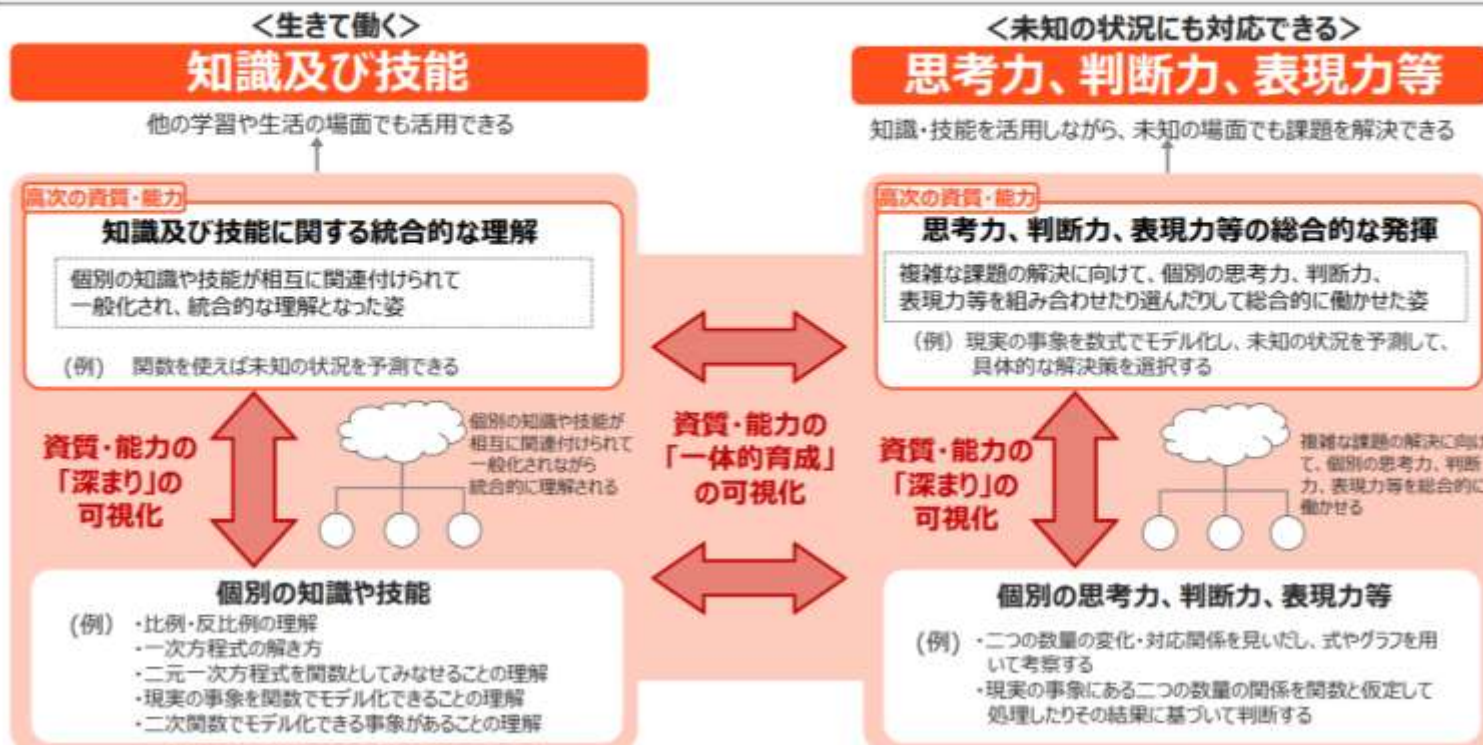 <生きて働く>
知識及び技能
他の学習や生活の場面でも活用できる
高次の資質・能力
知識及び技能に関する統合的な理解
個別の知識や技能が相互に関連付けられて
一般化され、統合的な理解となった姿
(例) 関数を使えば未知の状況を予測できる
資質・能力の
「深まり」の
可視化
個別の知識や技能が
相互に関連付けられて
一般化されながら
統合的に理解される
個別の知識や技能
(例) ・比例・反比例の理解
・一次方程式の解き方
・二元一次方程式を関数としてみなせることの理解
・現実の事象を関数でモデル化できることの理解
・二次関数でモデル化できる事象があることの理解
資質・能力の
「一体的育成」
の可視化
<未知の状況にも対応できる>
思考力、判断力、表現力等
知識・技能を活用しながら、未知の場面でも課題を解決できる
高次の資質・能力
思考力、判断力、表現力等の総合的な発揮
複雑な課題の解決に向けて、個別の思考力、判断力、
表現力等を組み合わせたり選んだりして総合的に働かせた姿
(例) 現実の事象を数式でモデル化し、未知の状況を予測して、
具体的な解決策を選択する
資質・能力の
「深まり」の
可視化
複雑な課題の解決に向け
て、個別の思考力、判断
力、表現力等を総合的に
働かせる
個別の思考力、判断力、表現力等
(例) ・二つの数量の変化・対応関係を見いだし、式やグラフを用
いて考察する
・現実の事象にある二つの数量の関係を関数と仮定して
処理したりその結果に基づいて判断する